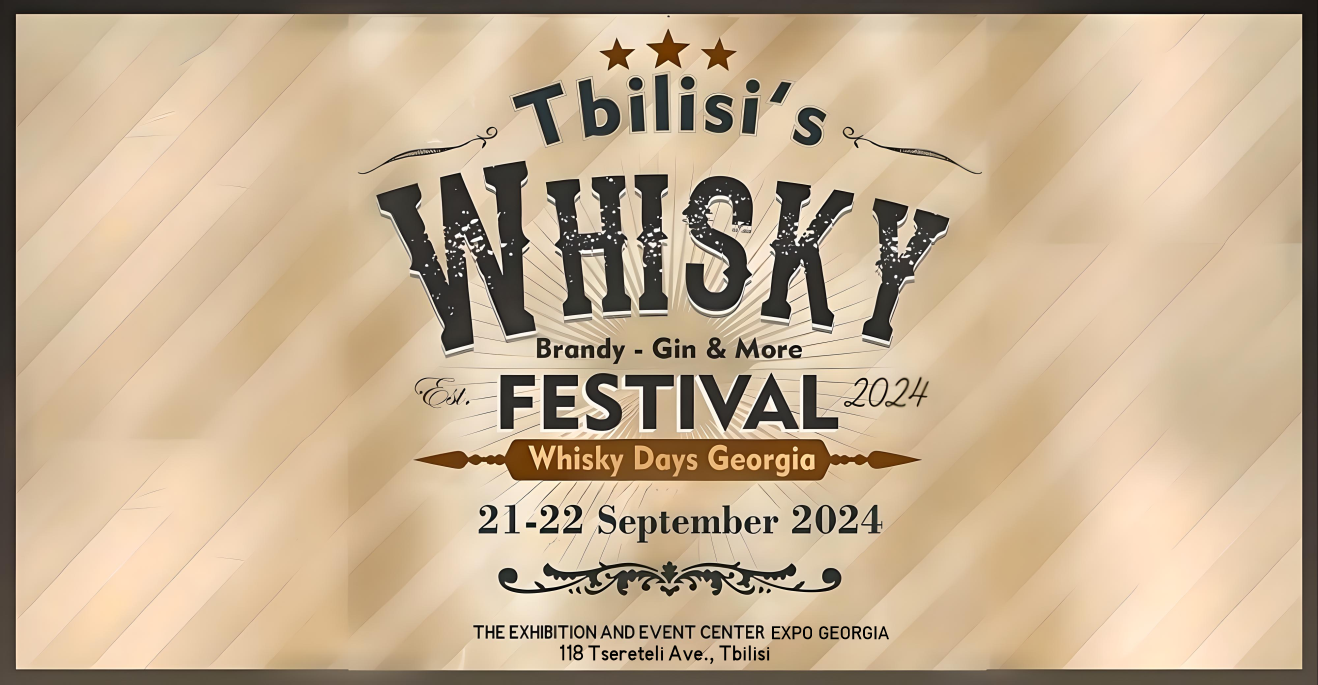 Tbilisi's
WHISKY
Brandy - Gin & More
Est. FESTIVAL 2024
Whisky Days Georgia
21-22 September 2024
THE EXHIBITION AND EVENT CENTER EXPO GEORGIA
118 Tsereteli Ave., Tbilisi